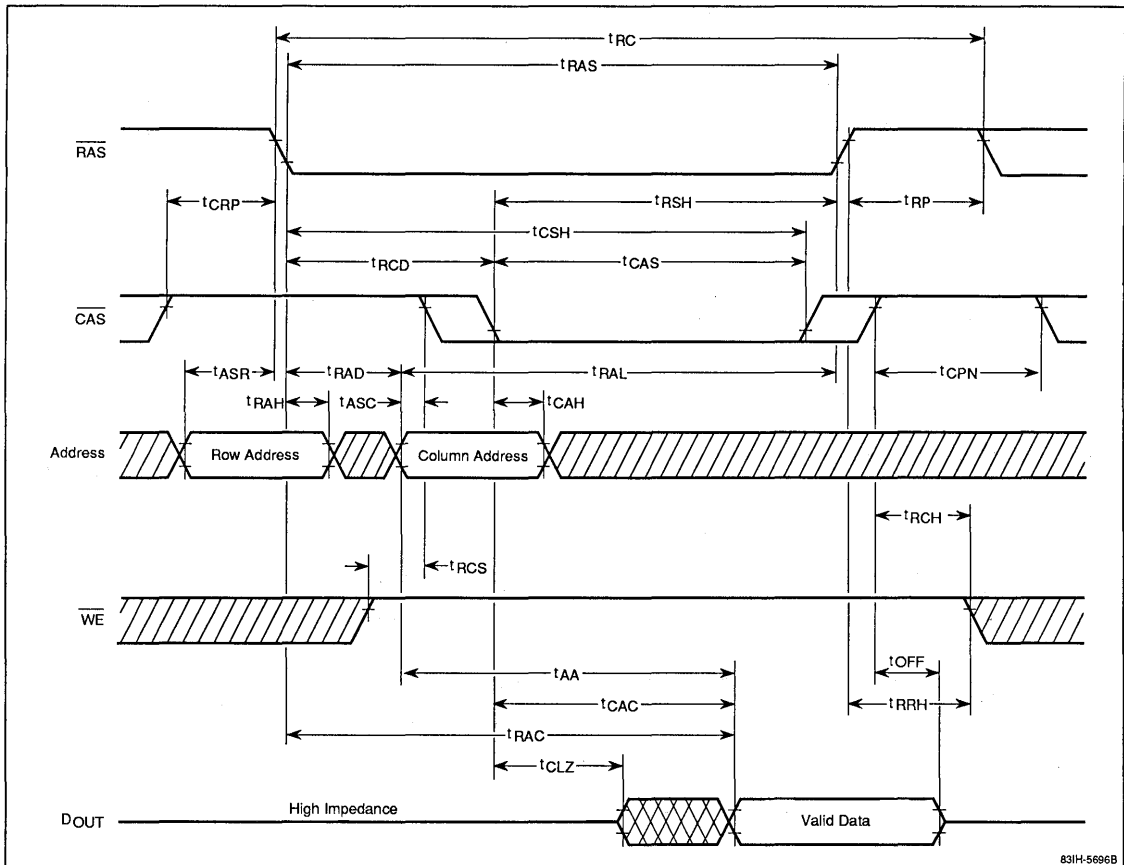 tRC
tRAS
RAS
tCRP
tRSH
tRP
tCSH
tRCD
tCAS
CAS
tASR
tRAD
tRAL
tCPN
tRAH
tASC
tCAH
Address
Row Address
Column Address
tRCH
tRCS
WE
tAA
tOFF
tCAC
tRRH
tRAC
tCLZ
High Impedance
DOUT
Valid Data
83IH-5696B